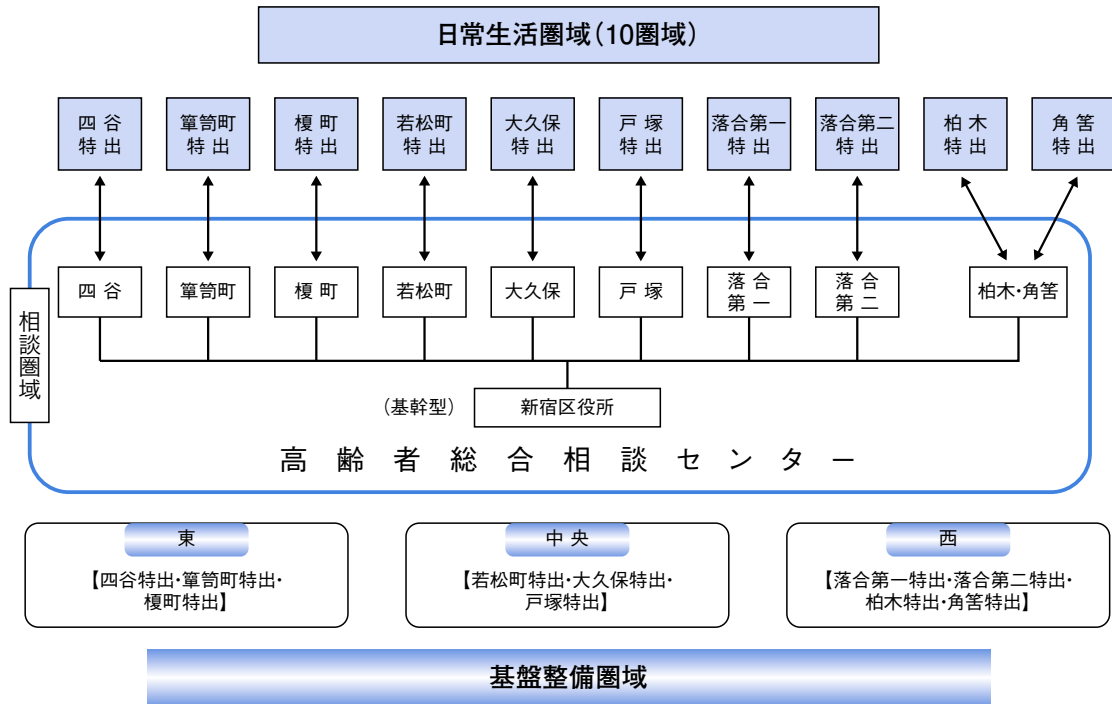 日常生活圏域（10圏域）
四谷
特出
簞笥町
特出
榎町
特出
若松町
特出
大久保
特出
戸塚
特出
落合第一
特出
落合第二
特出
柏木
特出
角筈
特出
相談圏域
四谷
簞笥町
榎町
若松町
大久保
戸塚
落合
第一
落合
第二
柏木・角筈
（基幹型）
新宿区役所
高齢者総合相談センター
東
【四谷特出・簞笥町特出・
榎町特出】
中央
【若松町特出・大久保特出・
戸塚特出】
西
【落合第一特出・落合第二特出・
柏木特出・角筈特出】
基盤整備圏域